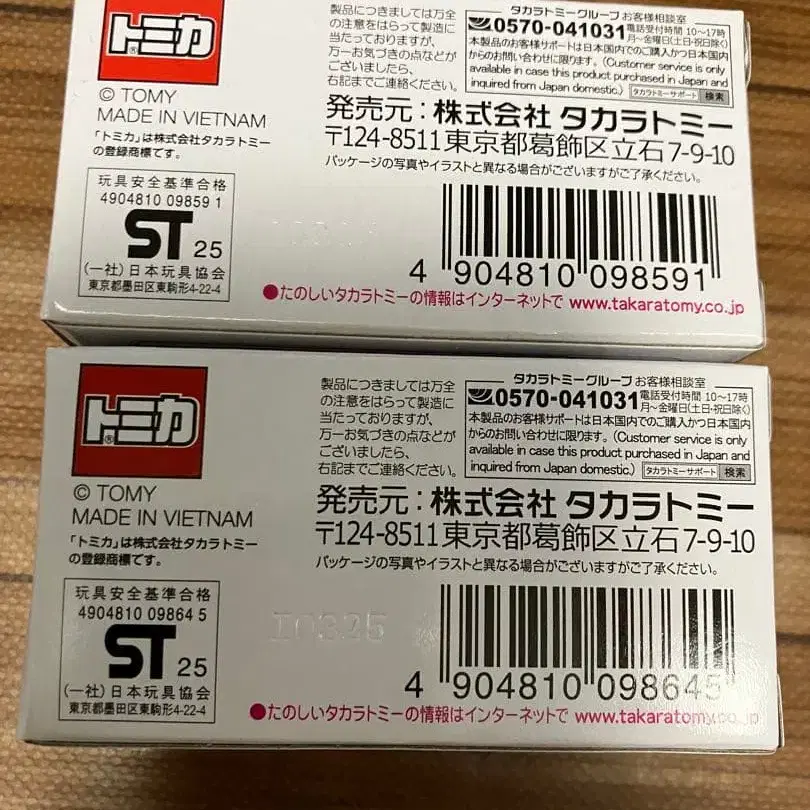 トミカ
®
© TOMY
MADE IN VIETNAM
「トミカ」は株式会社タカラトミー
の登録商標です。
玩具安全基準合格
4904810 09859 1
ST 25
(一社)日本玩具協会
東京都墨田区東駒形4-22-4
製品につきましては万全
の注意をはらって製造に
当たっておりますが、
万一お気づきの点などが
ございましたら、
右記までご連絡ください。
タカラトミーグループ お客様相談室
0570-041031 電話受付時間 10〜17時
月〜金曜日(土・日・祝日除く)
本製品のお客様サポートは日本国内でのご購入かつ日本国内
からのお問い合わせに限ります。(Customer service is only
available in case this product purchased in Japan and
inquired from Japan domestic.) タカラトミーサポート 検索
発売元:株式会社 タカラトミー
〒124-8511東京都葛飾区立石7-9-10
パッケージの写真やイラストと異なる場合がございますがご了承ください。
4 904810 098591
●たのしいタカラトミーの情報はインターネットで www.takaratomy.co.jp
トミカ
®
© TOMY
MADE IN VIETNAM
「トミカ」は株式会社タカラトミー
の登録商標です。
玩具安全基準合格
4904810 09864 5
ST 25
(一社)日本玩具協会
東京都墨田区東駒形4-22-4
製品につきましては万全
の注意をはらって製造に
当たっておりますが、
万一お気づきの点などが
ございましたら、
右記までご連絡ください。
タカラトミーグループ お客様相談室
0570-041031 電話受付時間 10〜17時
月〜金曜日(土・日・祝日除く)
本製品のお客様サポートは日本国内でのご購入かつ日本国内
からのお問い合わせに限ります。(Customer service is only
available in case this product purchased in Japan and
inquired from Japan domestic.) タカラトミーサポート 検索
発売元:株式会社 タカラトミー
〒124-8511東京都葛飾区立石7-9-10
パッケージの写真やイラストと異なる場合がございますがご了承ください。
4 904810 098645
●たのしいタカラトミーの情報はインターネットで www.takaratomy.co.jp